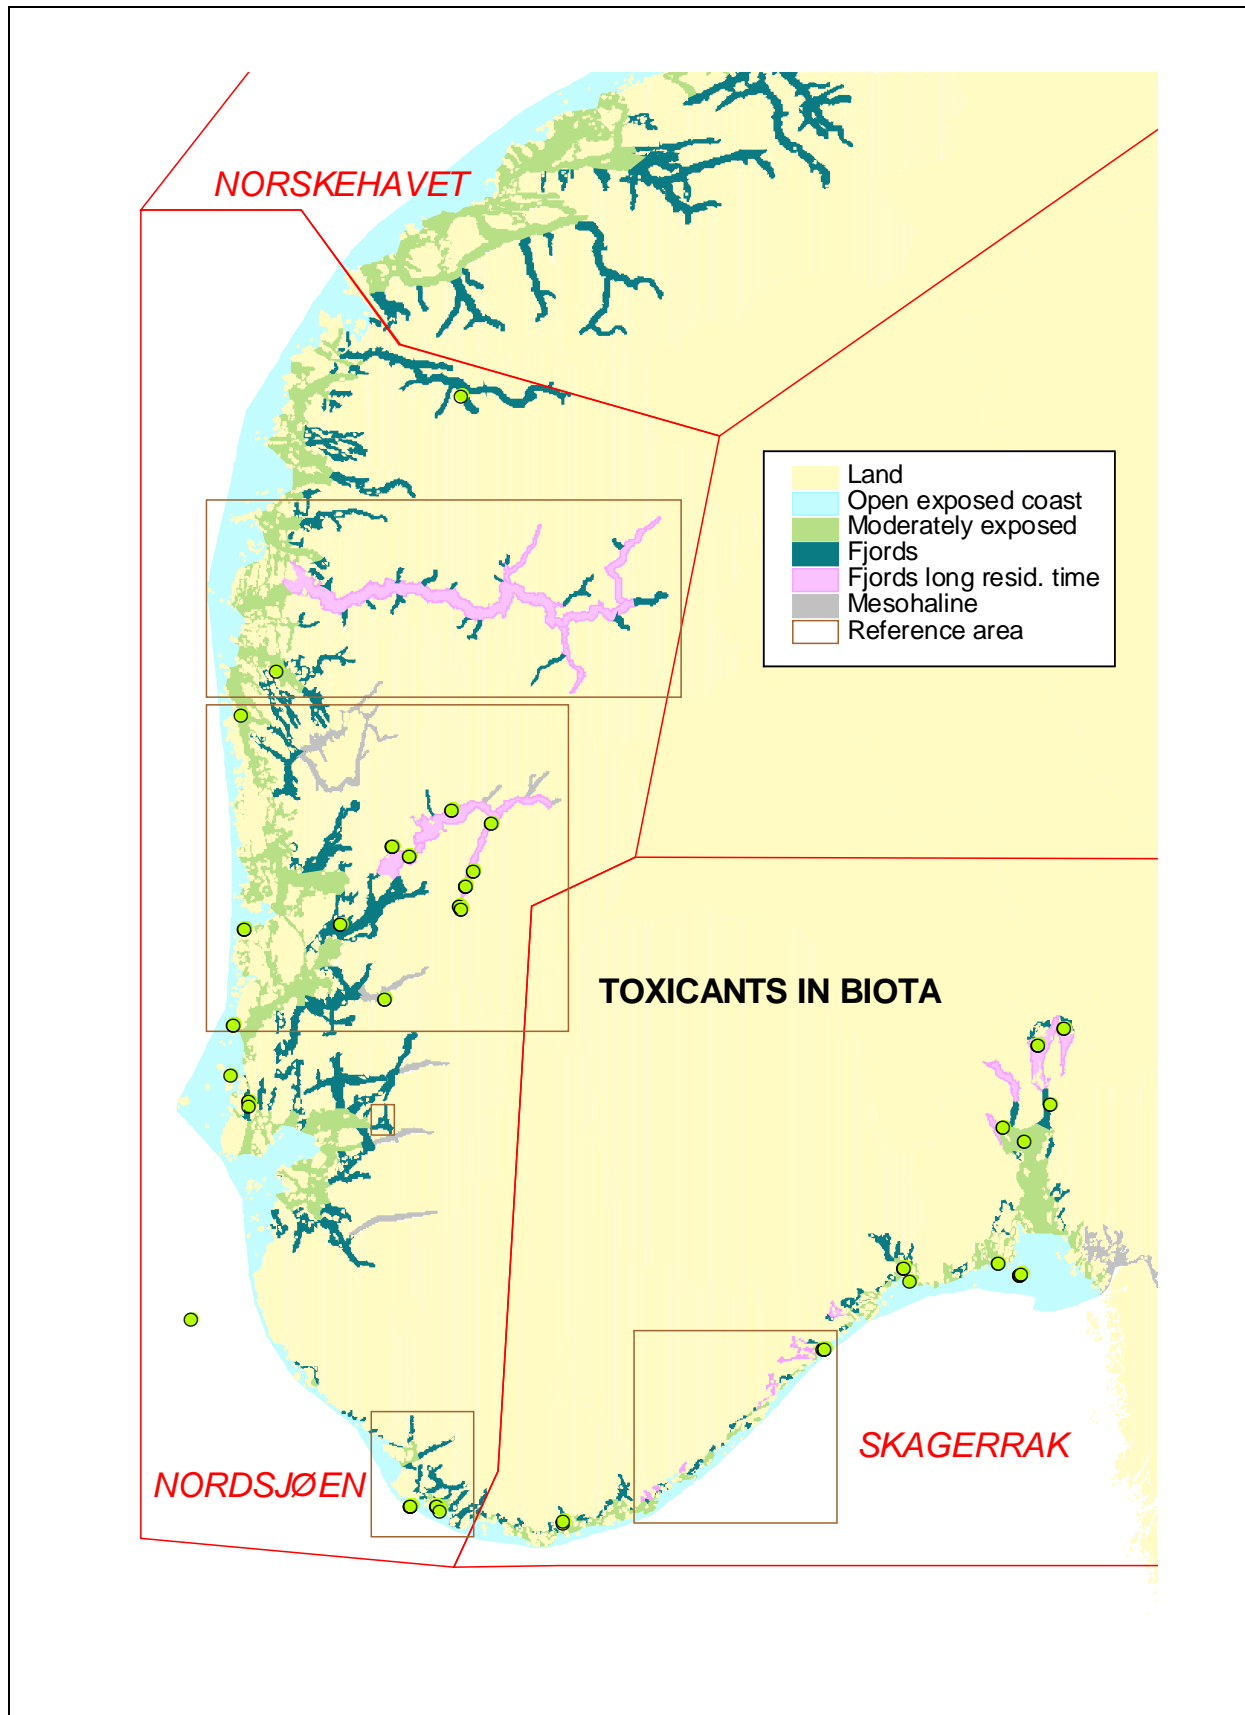 NORSKEHAVET
Land
Open exposed coast
Moderately exposed
Fjords
Fjords long resid. time
Mesohaline
Reference area
TOXICANTS IN BIOTA
SKAGERRAK
NORDSJØEN